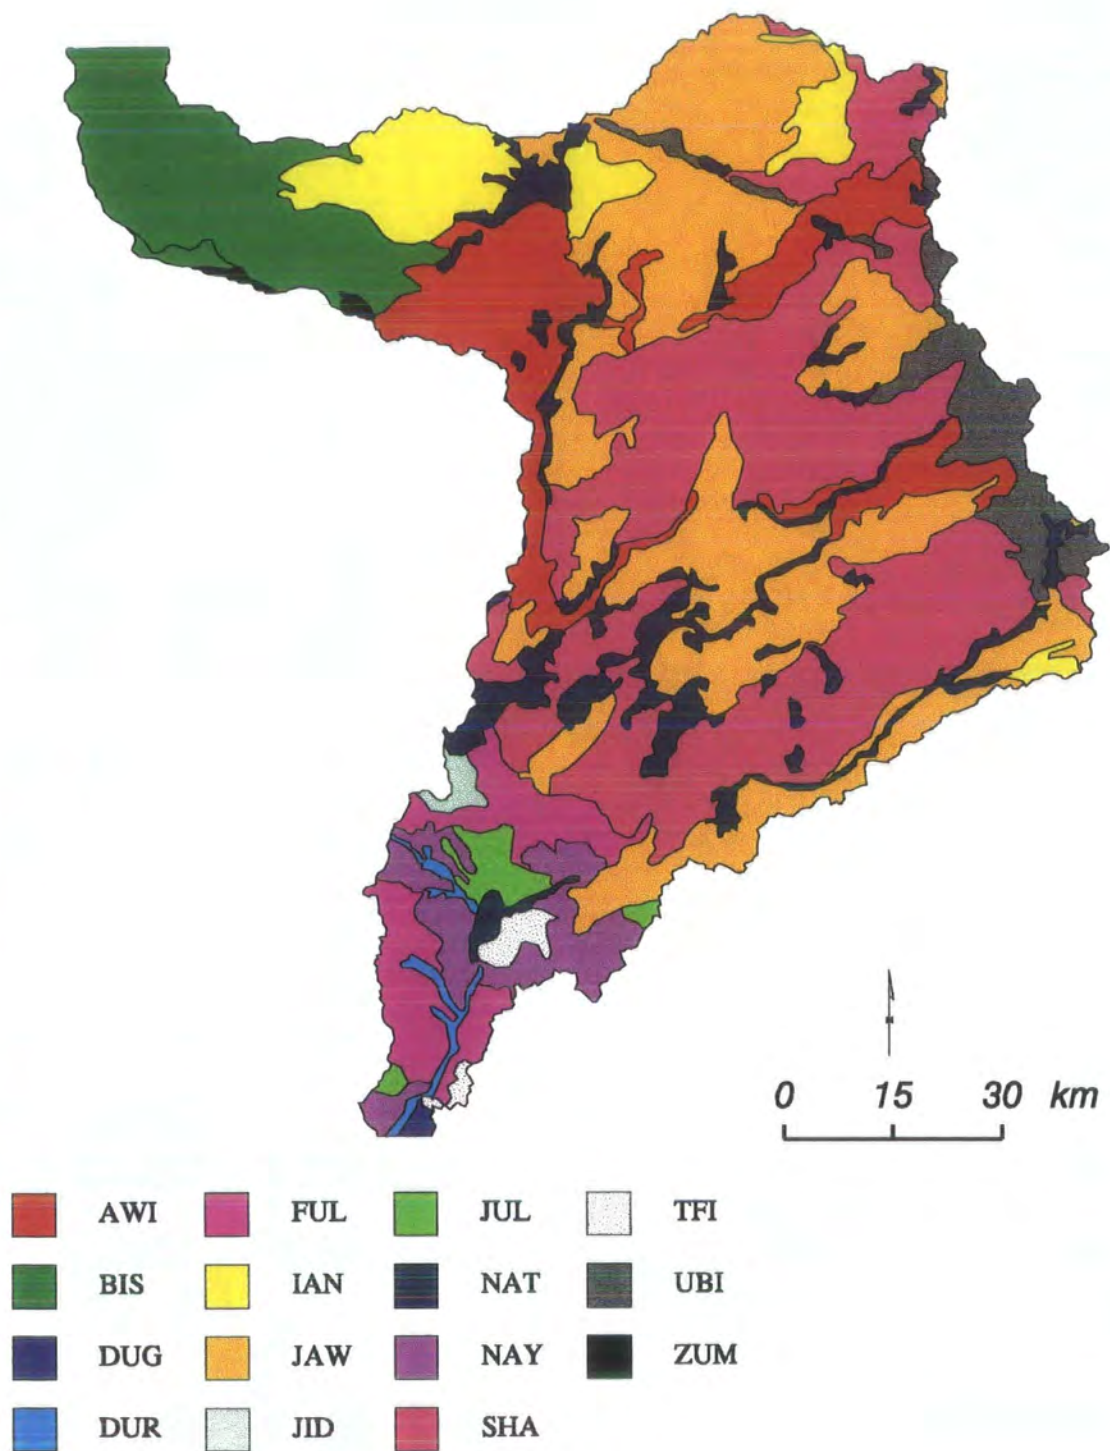 0 15 30 km
AWI FUL JUL TFI
BIS IAN NAT UBI
DUG JAW NAY ZUM
DUR JID SHA